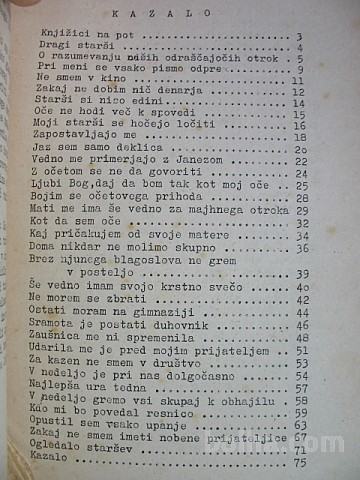 K A Z A L O
Knjižici na pot .................... 3
Dragi starši ....................... 4
O razumevanju naših odraščajočih otrok . 5
Pri meni se vsako pismo odpre ...... 9
Ne smem v kino ..................... 11
Zakaj ne dobim nič denarja ......... 12
Starši si niso edini ............... 14
Oče ne hodi več k spovedi .......... 15
Moji starši se hočejo ločiti ....... 16
Zapostavljajo me ................... 18
Jaz sem samo deklica ............... 20
Vedno me primerjajo z Janezom ...... 22
Z očetom se ne da govoriti ......... 24
Ljubi Bog, daj da bom tak kot moj oče .. 25
Bojim se očetovega prihoda ......... 28
Mati me ima še vedno za majhnega otroka 29
Kot da sem oče ..................... 32
Kaj pričakujem od svoje matere ..... 34
Doma nikdar ne molimo skupno ....... 36
Brez njunega blagoslova ne grem
v posteljo ..................... 39
Še vedno imam svojo krstno svečo ... 40
Ne morem se zbrati ................. 42
Ostati moram na gimnaziji .......... 44
Sramota je postati duhovnik ........ 46
Zaušnica me ni spremenila .......... 48
Udarila me je pred mojim prijateljem . 51
Za kazen ne smem v društvo ......... 53
V nedeljo je pri nas dolgočasno .... 54
Najlepša ura tedna ................. 57
V nedeljo gremo vsi skupaj k obhajilu . 58
Kdo mi bo povedal resnico .......... 59
Opustil sem vsako upanje ........... 63
Zakaj ne smem imeti nobene prijateljice 67
Ogledalo staršev ................... 71
Kazalo ............................. 75
bolha.com